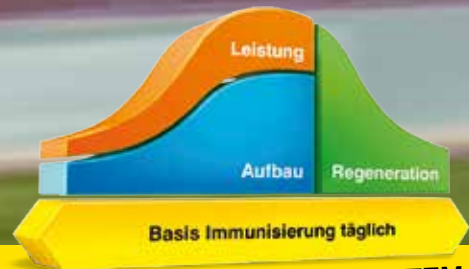 Leistung
Aufbau Regeneration
Basis Immunisierung täglich